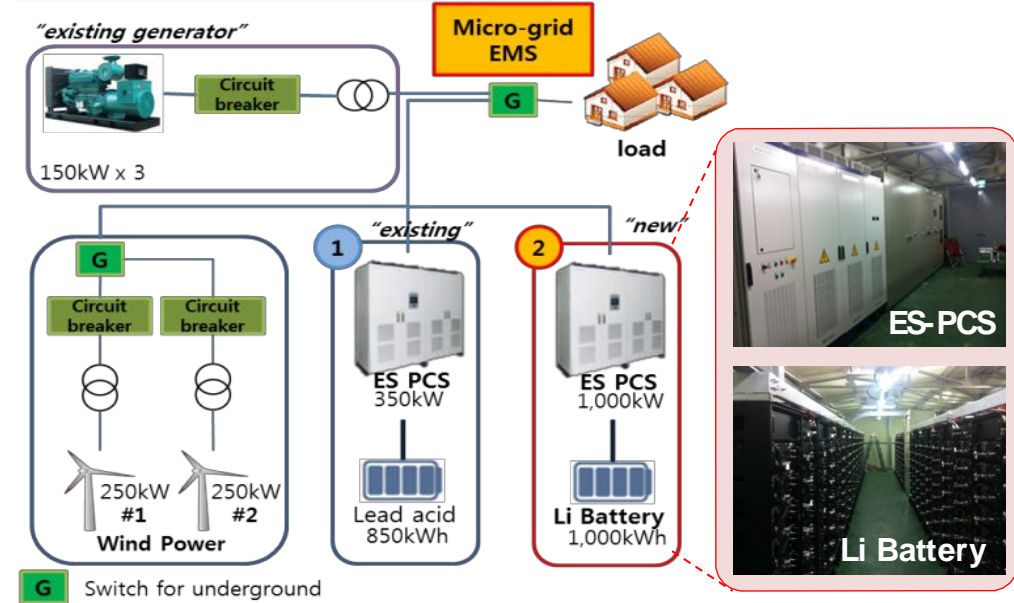 "existing generator"
Micro-grid
EMS
Circuit
breaker
G
load
150kW x 3
"existing"
"new"
1
2
G
Circuit
breaker
Circuit
breaker
ES PCS
350kW
ES PCS
1,000kW
ES-PCS
250kW
#1
250kW
#2
Wind Power
Lead acid
850kWh
Li Battery
1,000kWh
Li Battery
G Switch for underground